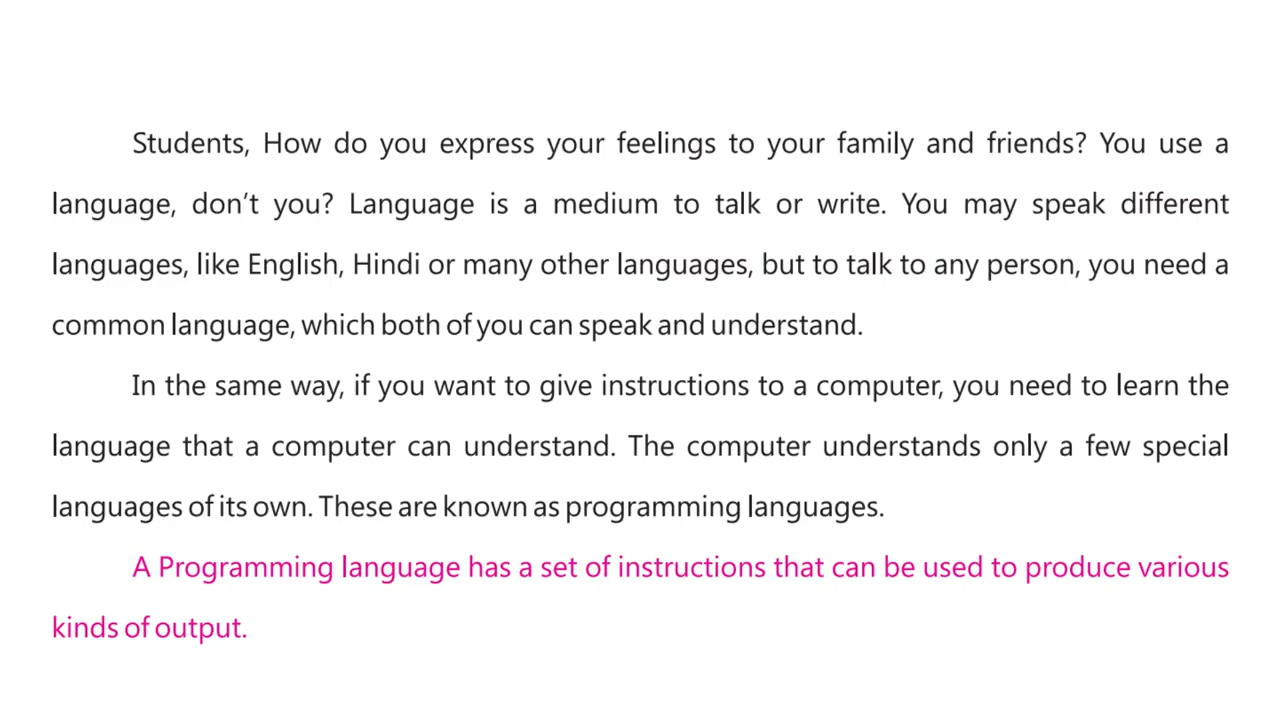 Students, How do you express your feelings to your family and friends? You use a
language, don’t you? Language is a medium to talk or write. You may speak different
languages, like English, Hindi or many other languages, but to talk to any person, you need a
common language, which both of you can speak and understand.
In the same way, if you want to give instructions to a computer, you need to learn the
language that a computer can understand. The computer understands only a few special
languages of its own. These are known as programming languages.
A Programming language has a set of instructions that can be used to produce various
kinds of output.